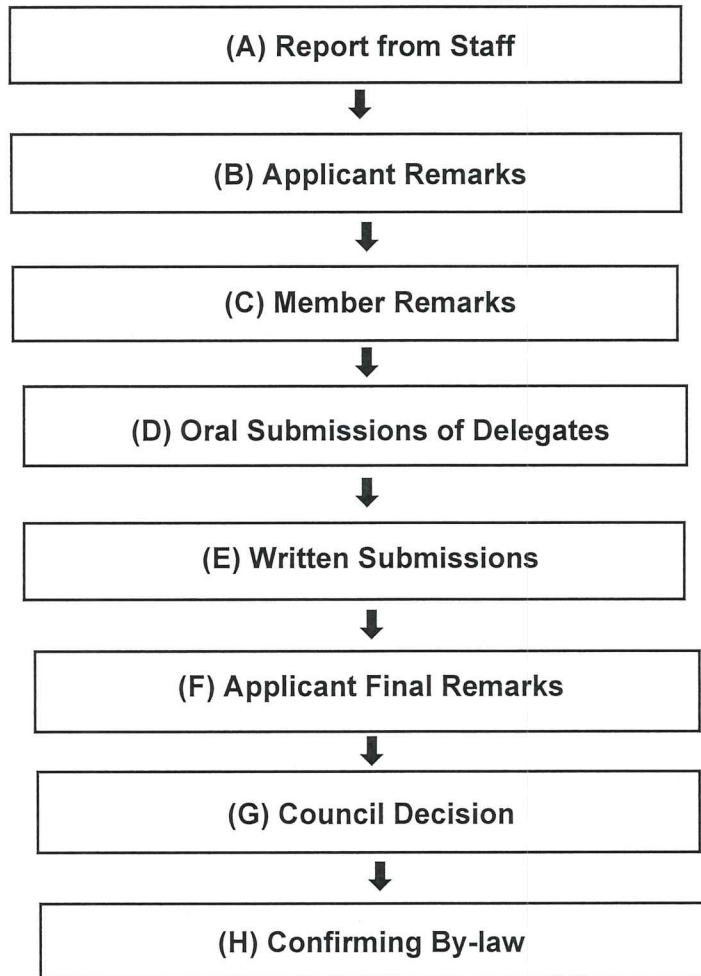 (A) Report from Staff
(B) Applicant Remarks
(C) Member Remarks
(D) Oral Submissions of Delegates
(E) Written Submissions
(F) Applicant Final Remarks
(G) Council Decision
(H) Confirming By-law